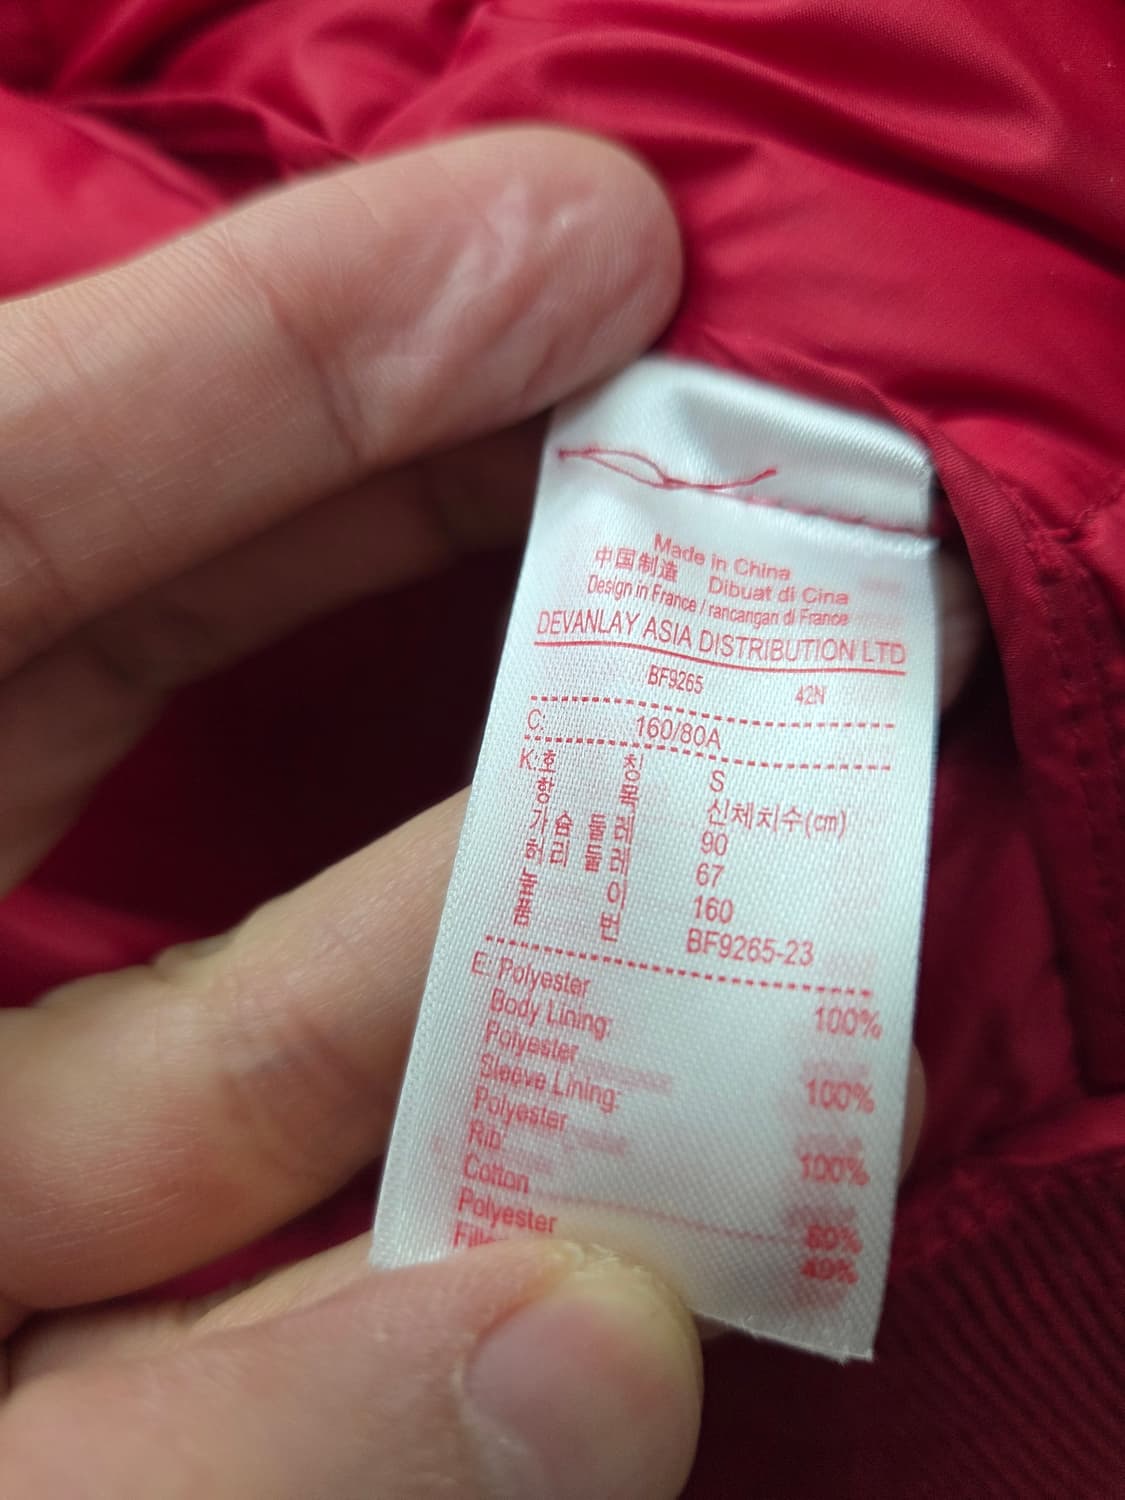 Made in China
中国制造 Dibuat di Cina
Design in France / rancangan di France
DEVANLAY ASIA DISTRIBUTION LTD
BF9265 42N
C: 160/80A
K: 호 칭 S
항 목 신체치수(cm)
가 슴 둘 레 90
허 리 둘 레 67
키 160
품 번 BF9265-23
E: Polyester 100%
Body Lining:
Polyester 100%
Sleeve Lining:
Polyester 100%
Rib:
Cotton
Polyester